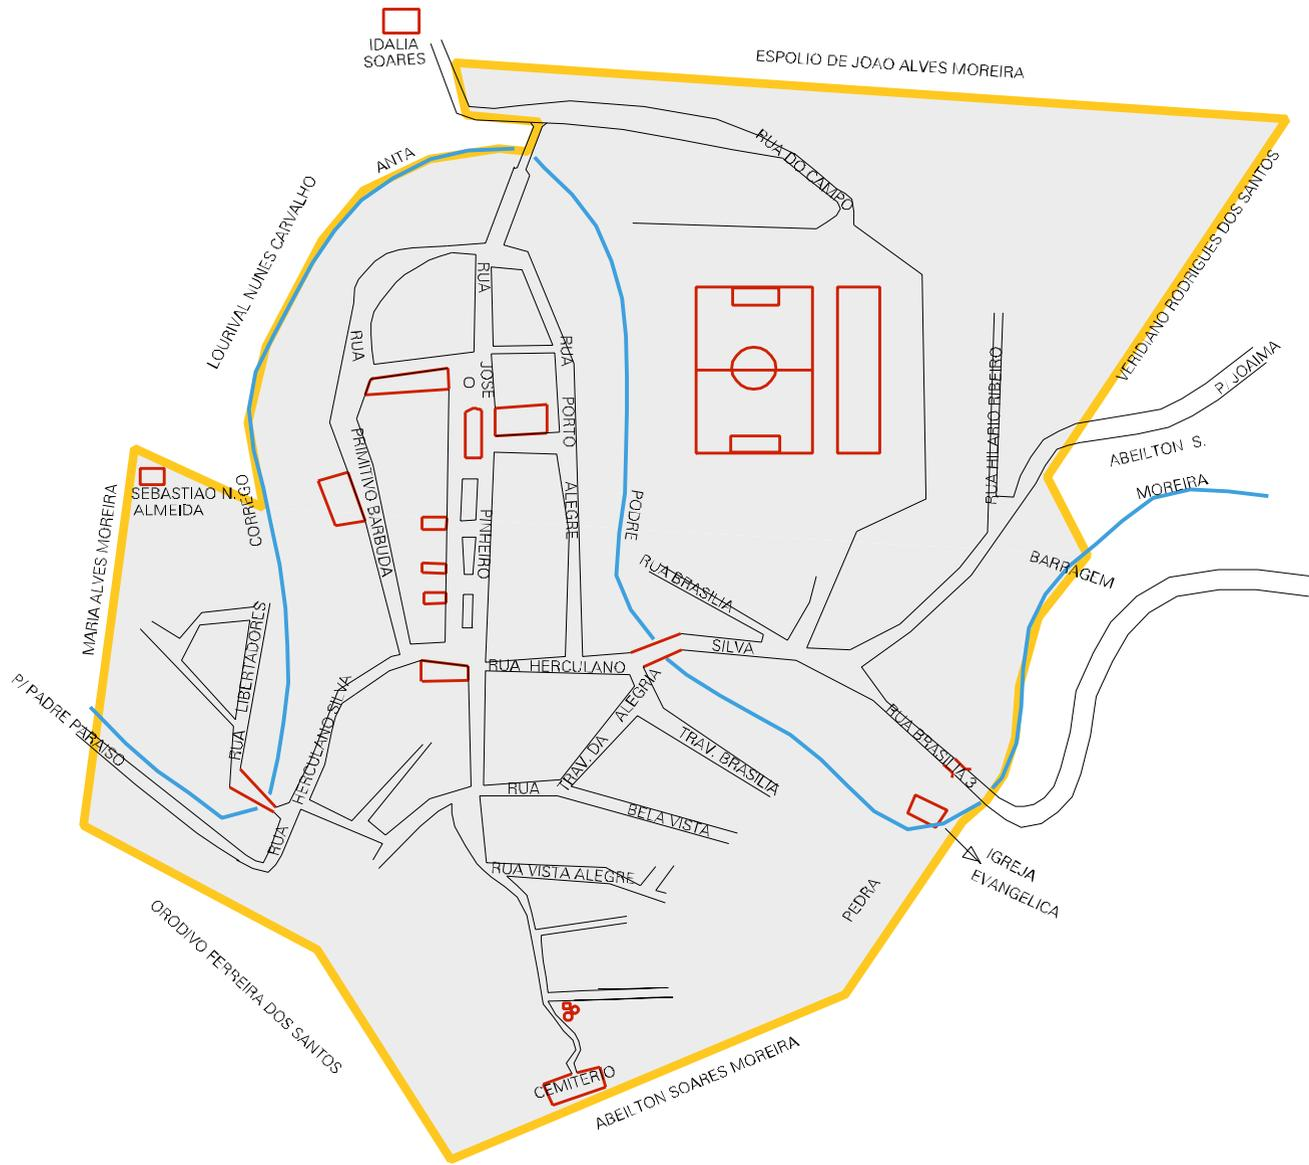 IDALIA
SOARES
ESPOLIO DE JOAO ALVES MOREIRA
RUA DO CAMPO
ANTA
LOURIVAL NUNES CARVALHO
VERIDIANO RODRIGUES DOS SANTOS
RUA
RUA
RUA
JOSE
PORTO
P/ JOAIMA
RUA HILARIO RIBEIRO
ABEILTON S.
MOREIRA
SEBASTIAO N.
ALMEIDA
CORREGO
MARIA ALVES MOREIRA
PRIMITIVO BARBUDA
PINHEIRO
ALEGRE
PODRE
RUA BRASILIA
BARRAGEM
SILVA
RUA HERCULANO
RUA LIBERTADORES
P/ PADRE PARAISO
HERCULANO SILVA
RUA
TRAV. DA ALEGRIA
TRAV. BRASILIA
RUA BRASILIA 3
RUA
BELA VISTA
RUA VISTA ALEGRE
IGREJA
EVANGELICA
PEDRA
ORODIVO FERREIRA DOS SANTOS
CEMITERIO
ABEILTON SOARES MOREIRA